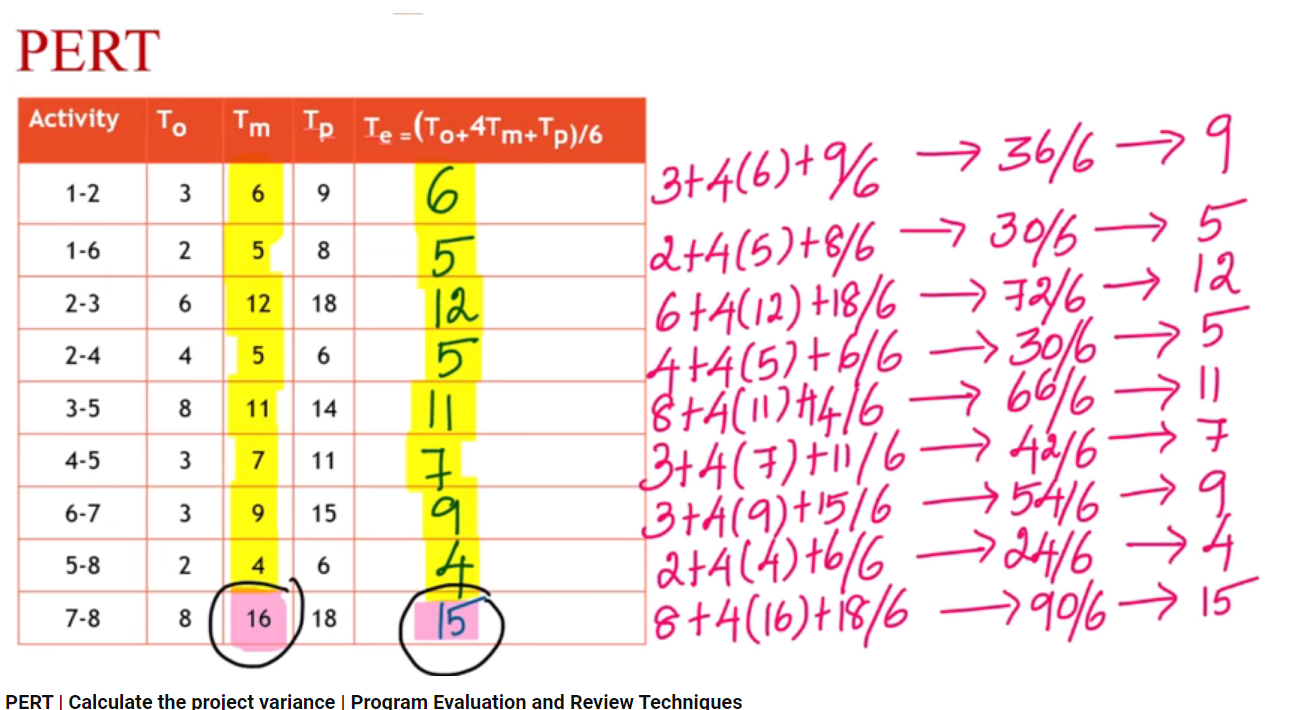 PERT
Activity To Tm Tp Te =(To+4Tm+Tp)/6
1-2 3 6 9 6 3+4(6)+9/6 → 36/6 → 9
1-6 2 5 8 5 2+4(5)+8/6 → 30/6 → 5
2-3 6 12 18 12 6+4(12)+18/6 → 72/6 → 12
2-4 4 5 6 5 4+4(5)+6/6 → 30/6 → 5
3-5 8 11 14 11 8+4(11)+14/6 → 66/6 → 11
4-5 3 7 11 7 3+4(7)+11/6 → 42/6 → 7
6-7 3 9 15 9 3+4(9)+15/6 → 54/6 → 9
5-8 2 4 6 4 2+4(4)+6/6 → 24/6 → 4
7-8 8 16 18 15 8+4(16)+18/6 → 90/6 → 15
PERT | Calculate the project variance | Program Evaluation and Review Techniques